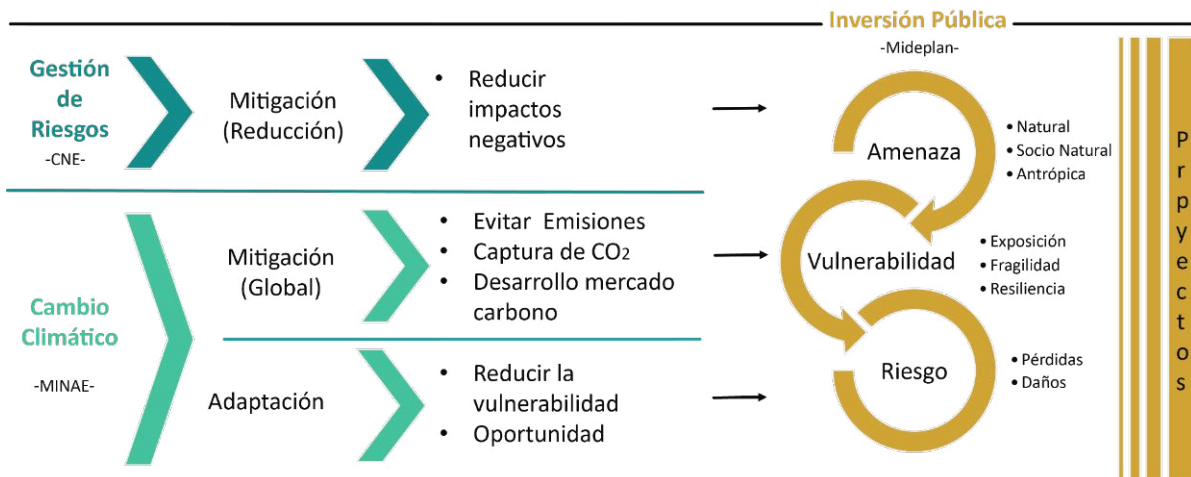 Inversión Pública
-Mideplan-
Gestión
de
Riesgos
-CNE-
Mitigación
(Reducción)
• Reducir
impactos
negativos
Amenaza
• Natural
• Socio Natural
• Antrópica
Cambio
Climático
-MINAE-
Mitigación
(Global)
• Evitar Emisiones
• Captura de CO₂
• Desarrollo mercado
carbono
Vulnerabilidad
• Exposición
• Fragilidad
• Resiliencia
Adaptación
• Reducir la
vulnerabilidad
• Oportunidad
Riesgo
• Pérdidas
• Daños
Prpyectos